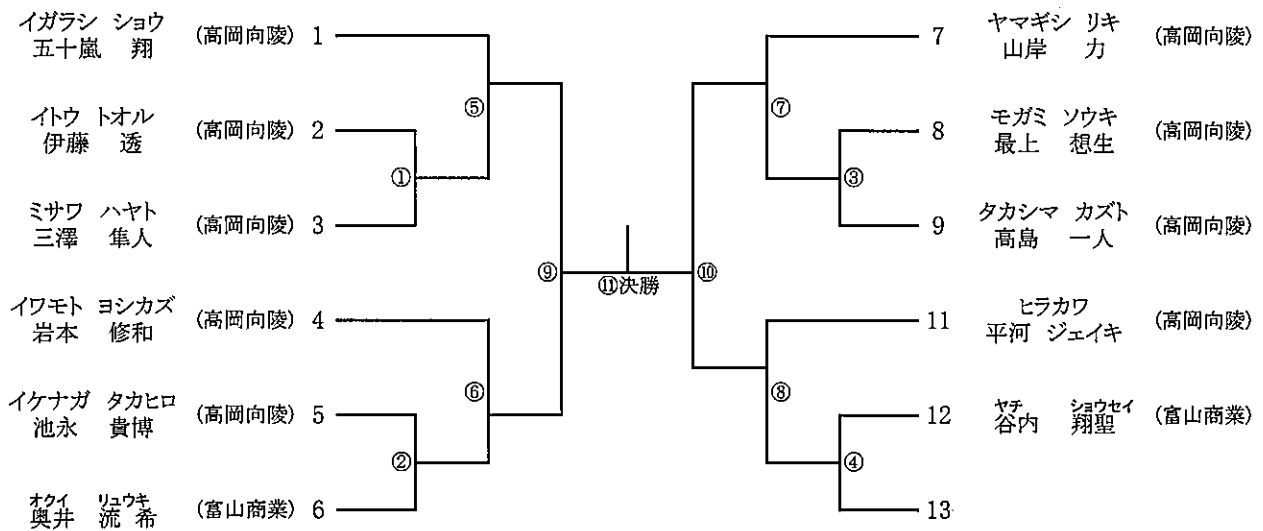 イガラシ ショウ
五十嵐 翔 (高岡向陵) 1
イトウ トオル
伊藤 透 (高岡向陵) 2
ミサワ ハヤト
三澤 隼人 (高岡向陵) 3
イワモト ヨシカズ
岩本 修和 (高岡向陵) 4
イケナガ タカヒロ
池永 貴博 (高岡向陵) 5
オクイ リュウキ
奥井 流希 (富山商業) 6
⑤
①
⑨
⑥
②
⑪決勝
⑩
⑦
③
⑧
④
ヤマギシ リキ
7 山岸 力 (高岡向陵)
モガミ ソウキ
8 最上 想生 (高岡向陵)
タカシマ カズト
9 高島 一人 (高岡向陵)
ヒラカワ
11 平河 ジェイキ (高岡向陵)
ヤチ ショウセイ
12 谷内 翔聖 (富山商業)
13